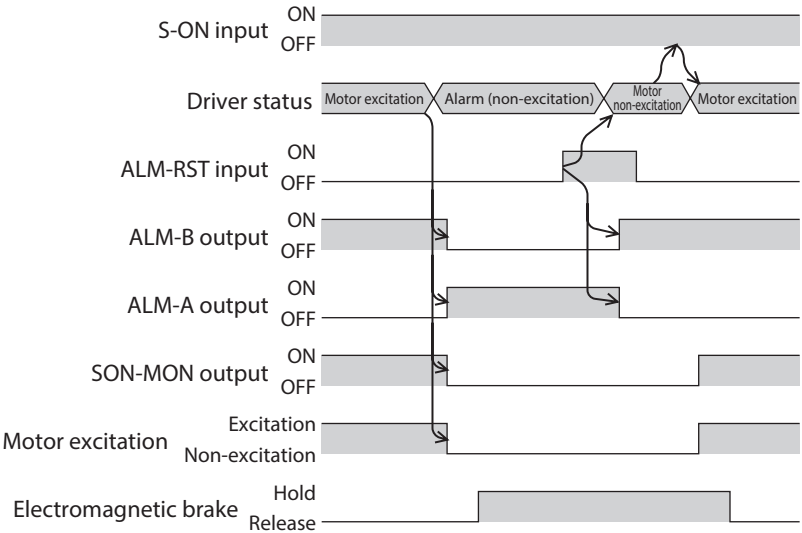 S-ON input
ON
OFF
Driver status
Motor excitation
Alarm (non-excitation)
Motor
non-excitation
Motor excitation
ALM-RST input
ON
OFF
ALM-B output
ON
OFF
ALM-A output
ON
OFF
SON-MON output
ON
OFF
Motor excitation
Excitation
Non-excitation
Electromagnetic brake
Hold
Release